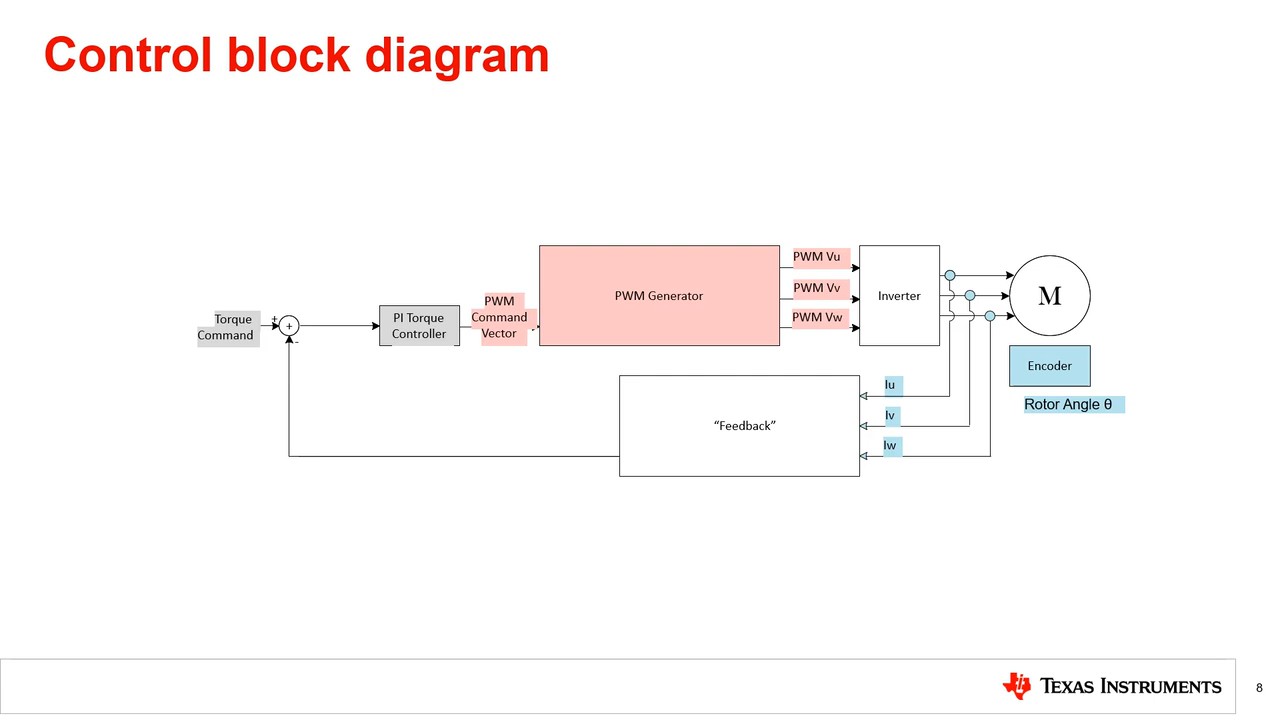 Control block diagram
Torque
Command
+
+
-
PI Torque
Controller
PWM
Command
Vector
PWM Generator
PWM Vu
PWM Vv
PWM Vw
Inverter
M
Encoder
Rotor Angle θ
“Feedback”
Iu
Iv
Iw
TEXAS INSTRUMENTS
8